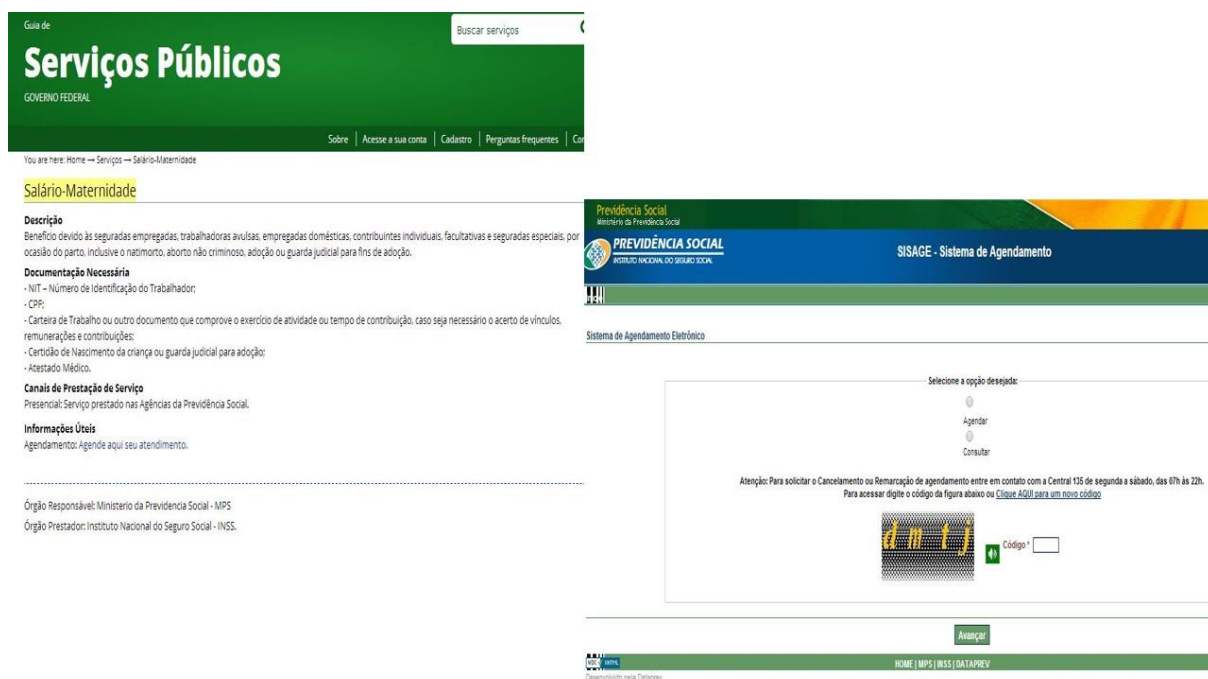 Guia de
Serviços Públicos
GOVERNO FEDERAL
Buscar serviços
Sobre | Acesse a sua conta | Cadastro | Perguntas frequentes |
You are here: Home → Serviços → Salário-Maternidade
Salário-Maternidade
Descrição
Benefício devido às seguradas empregadas, trabalhadoras avulsas, empregadas domésticas, contribuintes individuais, facultativas e seguradas especiais, por
ocasião do parto, inclusive o natimorto, aborto não criminoso, adoção ou guarda judicial para fins de adoção.
Documentação Necessária
- NIT – Número de Identificação do Trabalhador;
- CPF;
- Carteira de Trabalho ou outro documento que comprove o exercício de atividade ou tempo de contribuição, caso seja necessário o acerto de vínculos,
remunerações e contribuições;
- Certidão de Nascimento da criança ou guarda judicial para adoção;
- Atestado Médico.
Canais de Prestação de Serviço
Presencial: Serviço prestado nas Agências da Previdência Social.
Informações Úteis
Agendamento: Agende aqui seu atendimento.
Órgão Responsável: Ministerio da Previdencia Social - MPS
Órgão Prestador: Instituto Nacional do Seguro Social - INSS.
Previdência Social
Ministério da Previdência Social
PREVIDÊNCIA SOCIAL
INSTITUTO NACIONAL DO SEGURO SOCIAL
SISAGE - Sistema de Agendamento
Sistema de Agendamento Eletrônico
Selecione a opção desejada:
Agendar
Consultar
Atenção: Para solicitar o Cancelamento ou Remarcação de agendamento entre em contato com a Central 135 de segunda a sábado, das 07h às 22h.
Para acessar digite o código da figura abaixo ou Clique AQUI para um novo código
d m t j
Código *
Avançar
HOME | MPS | INSS | DATAPREV
Desenvolvido pela Dataprev